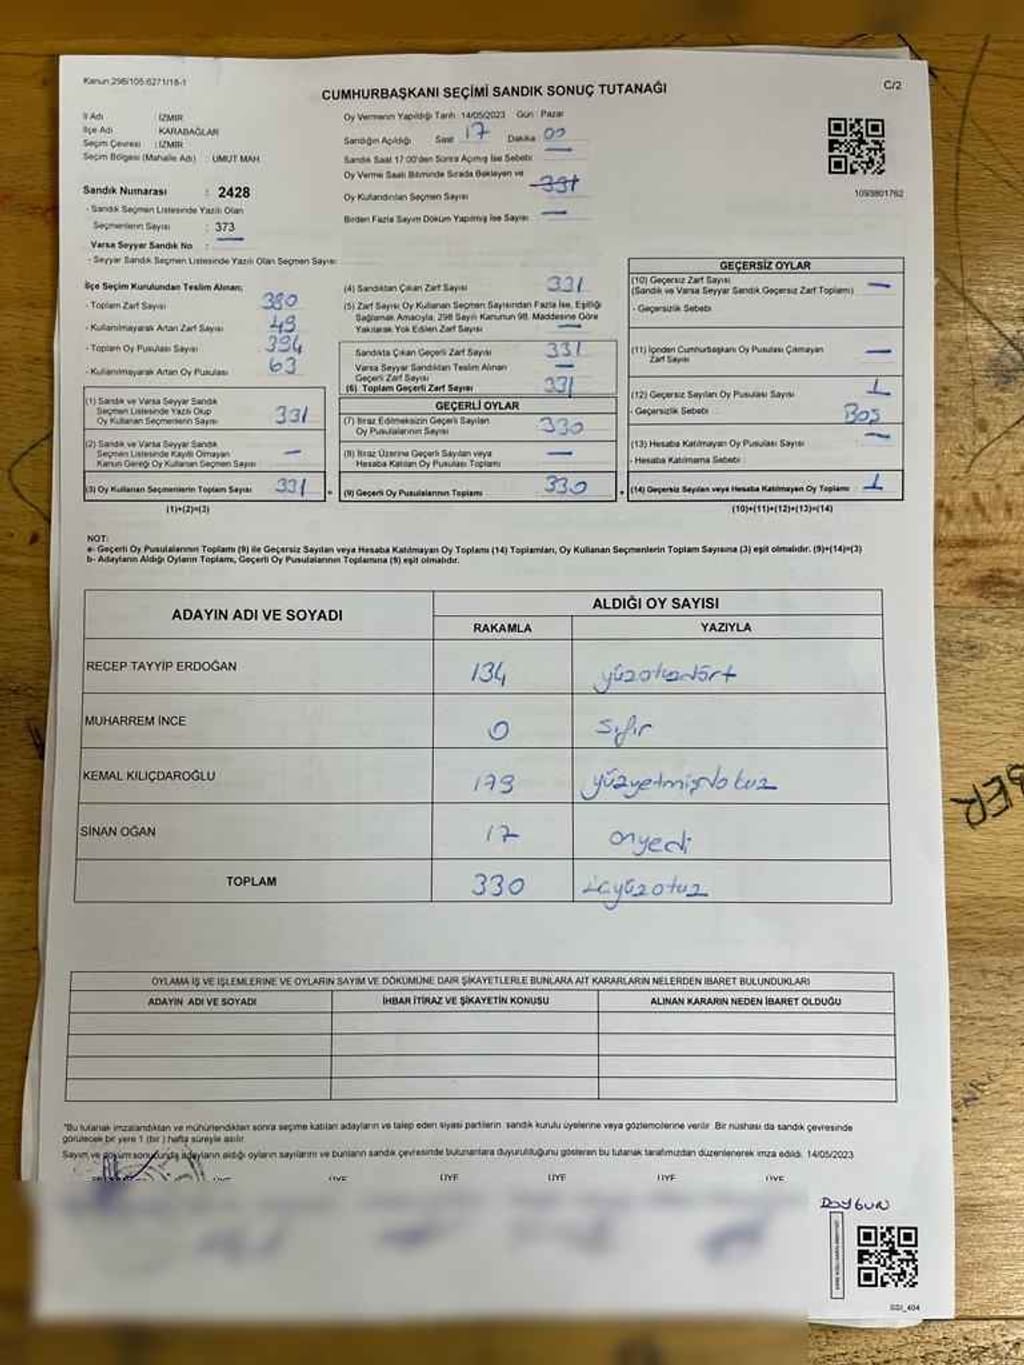 Kanun:298/105;6271/18-1
C/2
CUMHURBAŞKANI SEÇİMİ SANDIK SONUÇ TUTANAĞI
İl Adı İZMİR
İlçe Adı KARABAĞLAR
Seçim Çevresi : İZMİR
Seçim Bölgesi (Mahalle Adı) : UMUT MAH.
Sandık Numarası : 2428
- Sandık Seçmen Listesinde Yazılı Olan
Seçmenlerin Sayısı : 373
Varsa Seyyar Sandık No : —
- Seyyar Sandık Seçmen Listesinde Yazılı Olan Seçmen Sayısı:
Oy Vermenin Yapıldığı Tarih: 14/05/2023 Gün : Pazar
Sandığın Açıldığı Saat 17 Dakika 00
Sandık Saat 17:00'den Sonra Açmış İse Sebebi: —
Oy Verme Saati Bitiminde Sırada Bekleyen ve
Oy Kullandırılan Seçmen Sayısı 331
Birden Fazla Sayım Döküm Yapılmış İse Sayısı: —
1093801762
İlçe Seçim Kurulundan Teslim Alınan:
- Toplam Zarf Sayısı 380
- Kullanılmayarak Artan Zarf Sayısı 49
- Toplam Oy Pusulası Sayısı 394
- Kullanılmayarak Artan Oy Pusulası 63
(1) Sandık ve Varsa Seyyar Sandık
Seçmen Listesinde Yazılı Olup
Oy Kullanan Seçmenlerin Sayısı 331
(2) Sandık ve Varsa Seyyar Sandık
Seçmen Listesinde Kayıtlı Olmayan
Kanun Gereği Oy Kullanan Seçmen Sayısı —
(3) Oy Kullanan Seçmenlerin Toplam Sayısı 331
(1)+(2)=(3)
(4) Sandıktan Çıkan Zarf Sayısı 331
(5) Zarf Sayısı Oy Kullanan Seçmen Sayısından Fazla İse, Eşitliği
Sağlamak Amacıyla, 298 Sayılı Kanunun 98. Maddesine Göre
Yakılarak Yok Edilen Zarf Sayısı —
Sandıkta Çıkan Geçerli Zarf Sayısı 331
Varsa Seyyar Sandıktan Teslim Alınan
Geçerli Zarf Sayısı —
(6) Toplam Geçerli Zarf Sayısı 331
GEÇERLİ OYLAR
(7) İtiraz Edilmeksizin Geçerli Sayılan
Oy Pusulalarının Sayısı 330
(8) İtiraz Üzerine Geçerli Sayılan veya
Hesaba Katılan Oy Pusulası Toplamı —
(9) Geçerli Oy Pusulalarının Toplamı 330
GEÇERSİZ OYLAR
(10) Geçersiz Zarf Sayısı
(Sandık ve Varsa Seyyar Sandık Geçersiz Zarf Toplamı) —
- Geçersizlik Sebebi :
(11) İçinden Cumhurbaşkanı Oy Pusulası Çıkmayan
Zarf Sayısı —
(12) Geçersiz Sayılan Oy Pusulası Sayısı 1
- Geçersizlik Sebebi : BOŞ
(13) Hesaba Katılmayan Oy Pusulası Sayısı —
- Hesaba Katılmama Sebebi :
(14) Geçersiz Sayılan veya Hesaba Katılmayan Oy Toplamı 1
(10)+(11)+(12)+(13)=(14)
NOT:
a- Geçerli Oy Pusulalarının Toplamı (9) ile Geçersiz Sayılan veya Hesaba Katılmayan Oy Toplamı (14) Toplamları, Oy Kullanan Seçmenlerin Toplam Sayısına (3) eşit olmalıdır. (9)+(14)=(3)
b- Adayların Aldığı Oyların Toplamı, Geçerli Oy Pusulalarının Toplamına (9) eşit olmalıdır.
ADAYIN ADI VE SOYADI
ALDIĞI OY SAYISI
RAKAMLA YAZIYLA
RECEP TAYYİP ERDOĞAN 134 yüzotuzdört
MUHARREM İNCE 0 sıfır
KEMAL KILIÇDAROĞLU 179 yüzyetmişdokuz
SİNAN OĞAN 17 onyedi
TOPLAM 330 üçyüzotuz
OYLAMA İŞ VE İŞLEMLERİNE VE OYLARIN SAYIM VE DÖKÜMÜNE DAİR ŞİKAYETLERLE BUNLARA AİT KARARLARIN NELERDEN İBARET BULUNDUKLARI
ADAYIN ADI VE SOYADI İHBAR İTİRAZ VE ŞİKAYETİN KONUSU ALINAN KARARIN NEDEN İBARET OLDUĞU
*Bu tutanak imzalandıktan ve mühürlendikten sonra seçime katılan adayların ve talep eden siyasi partilerin sandık kurulu üyelerine veya gözlemcilerine verilir. Bir nüshası da sandık çevresinde
görülecek bir yere 1 (bir ) hafta süreyle asılır.
Sayım ve döküm sonucunda adayların aldığı oyların sayılarını ve bunların sandık çevresinde bulunanlara duyurulduğunu gösteren bu tutanak tarafımızdan düzenlenerek imza edildi. 14/05/2023
ÜYE ÜYE ÜYE ÜYE ÜYE ÜYE
DOYGUN
SSI_404